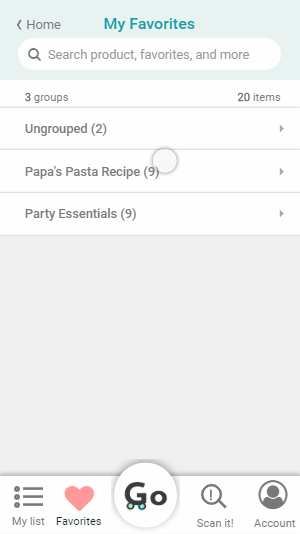 Home
My Favorites
Search product, favorites, and more
3 groups
20 items
Ungrouped (2)
Papa's Pasta Recipe (9)
Party Essentials (9)
Go
My list
Favorites
Scan it!
Account